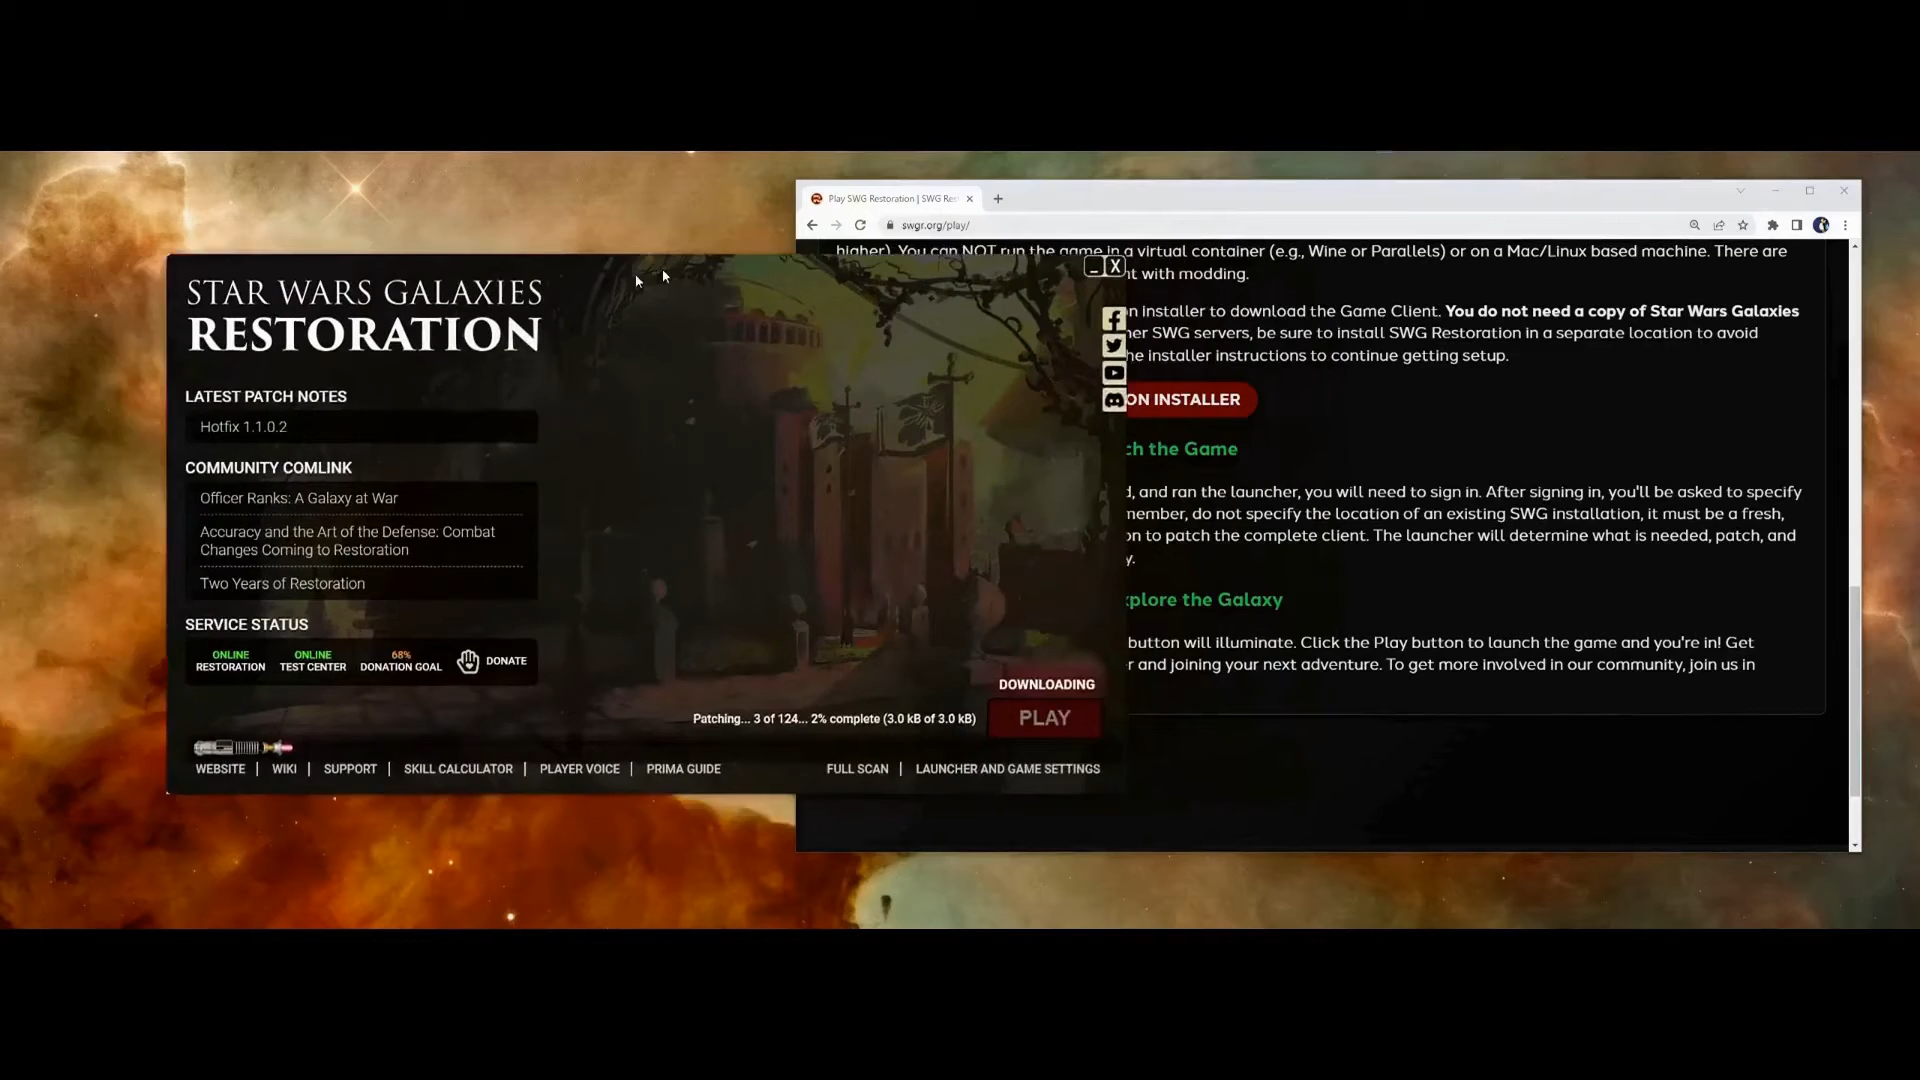 Play SWG Restoration | SWG Res
swgr.org/play/
higher). You can NOT run the game in a virtual container (e.g., Wine or Parallels) or on a Mac/Linux based machine. There are
nt with modding.
n installer to download the Game Client. You do not need a copy of Star Wars Galaxies
her SWG servers, be sure to install SWG Restoration in a separate location to avoid
he installer instructions to continue getting setup.
ON INSTALLER
ch the Game
d, and ran the launcher, you will need to sign in. After signing in, you'll be asked to specify
member, do not specify the location of an existing SWG installation, it must be a fresh,
on to patch the complete client. The launcher will determine what is needed, patch, and
y.
xplore the Galaxy
button will illuminate. Click the Play button to launch the game and you're in! Get
r and joining your next adventure. To get more involved in our community, join us in
STAR WARS GALAXIES
RESTORATION
LATEST PATCH NOTES
Hotfix 1.1.0.2
COMMUNITY COMLINK
Officer Ranks: A Galaxy at War
Accuracy and the Art of the Defense: Combat
Changes Coming to Restoration
Two Years of Restoration
SERVICE STATUS
ONLINE ONLINE 68%
RESTORATION TEST CENTER DONATION GOAL DONATE
DOWNLOADING
Patching... 3 of 124... 2% complete (3.0 kB of 3.0 kB) PLAY
WEBSITE | WIKI | SUPPORT | SKILL CALCULATOR | PLAYER VOICE | PRIMA GUIDE FULL SCAN | LAUNCHER AND GAME SETTINGS